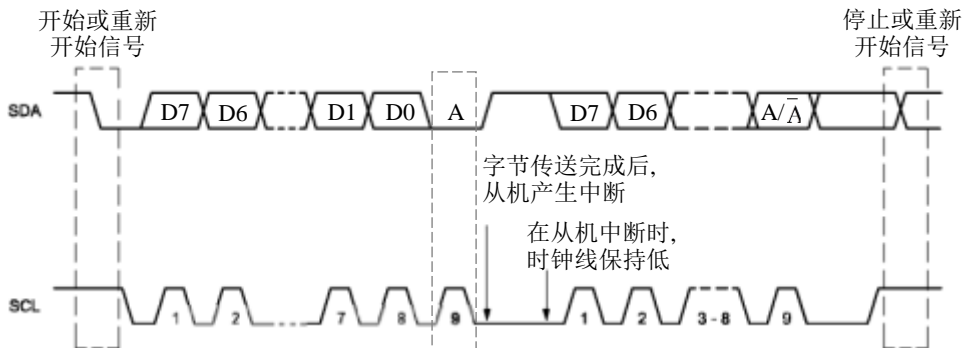 开始或重新
开始信号
停止或重新
开始信号
SDA
D7 D6 D1 D0 A D7 D6 A/A̅
字节传送完成后,
从机产生中断
在从机中断时,
时钟线保持低
SCL
1 2 7 8 9 1 2 3-8 9